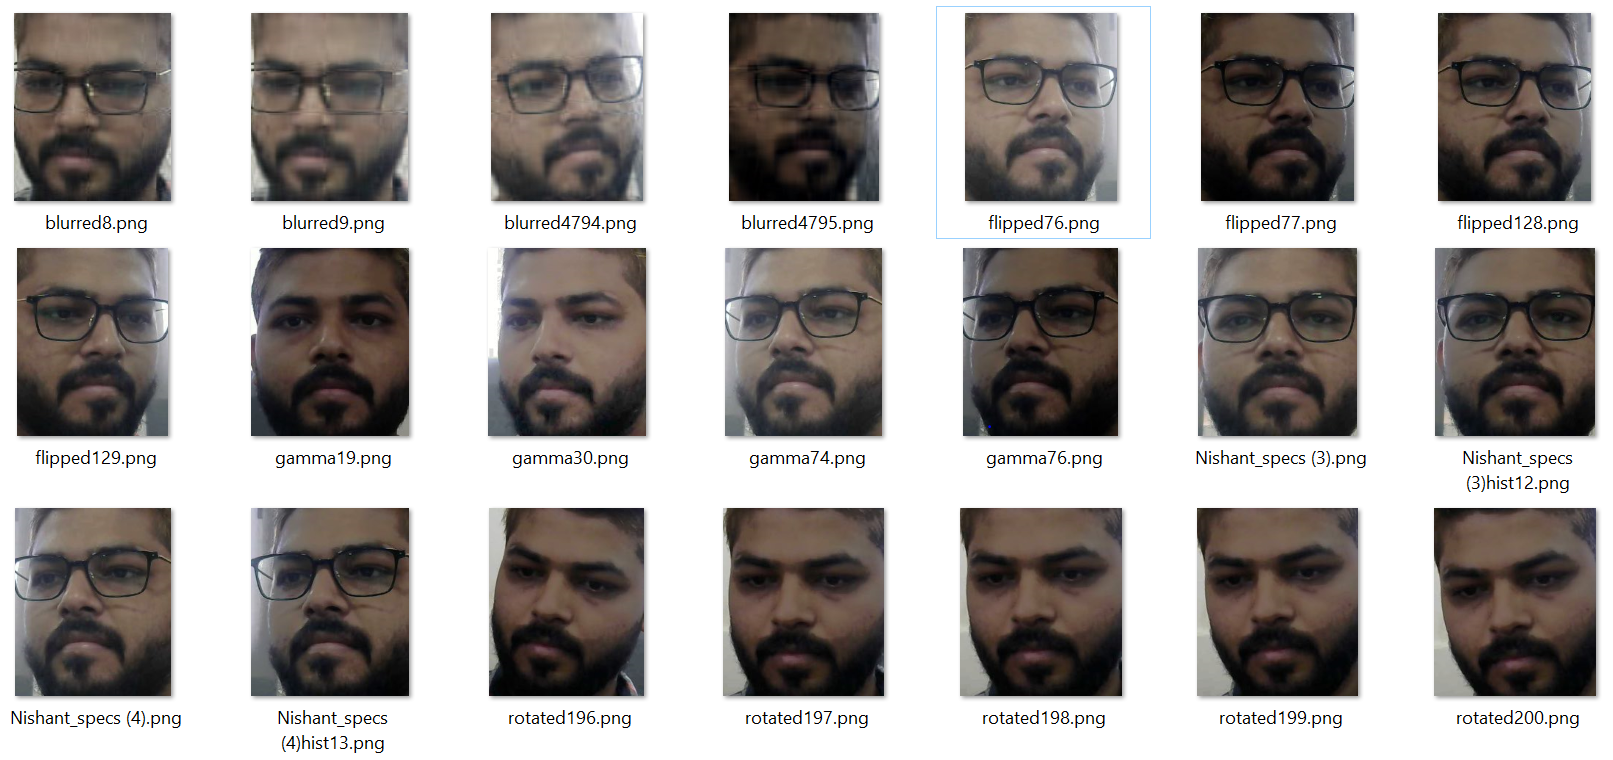 blurred8.png
blurred9.png
blurred4794.png
blurred4795.png
flipped76.png
flipped77.png
flipped128.png
flipped129.png
gamma19.png
gamma30.png
gamma74.png
gamma76.png
Nishant_specs (3).png
Nishant_specs
(3)hist12.png
Nishant_specs (4).png
Nishant_specs
(4)hist13.png
rotated196.png
rotated197.png
rotated198.png
rotated199.png
rotated200.png